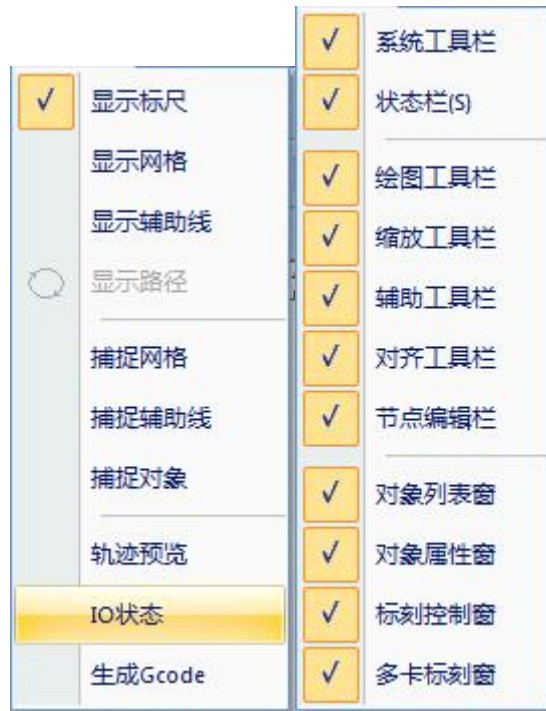 显示标尺
显示网格
显示辅助线
显示路径
捕捉网格
捕捉辅助线
捕捉对象
轨迹预览
IO状态
生成Gcode
系统工具栏
状态栏(S)
绘图工具栏
缩放工具栏
辅助工具栏
对齐工具栏
节点编辑栏
对象列表窗
对象属性窗
标刻控制窗
多卡标刻窗